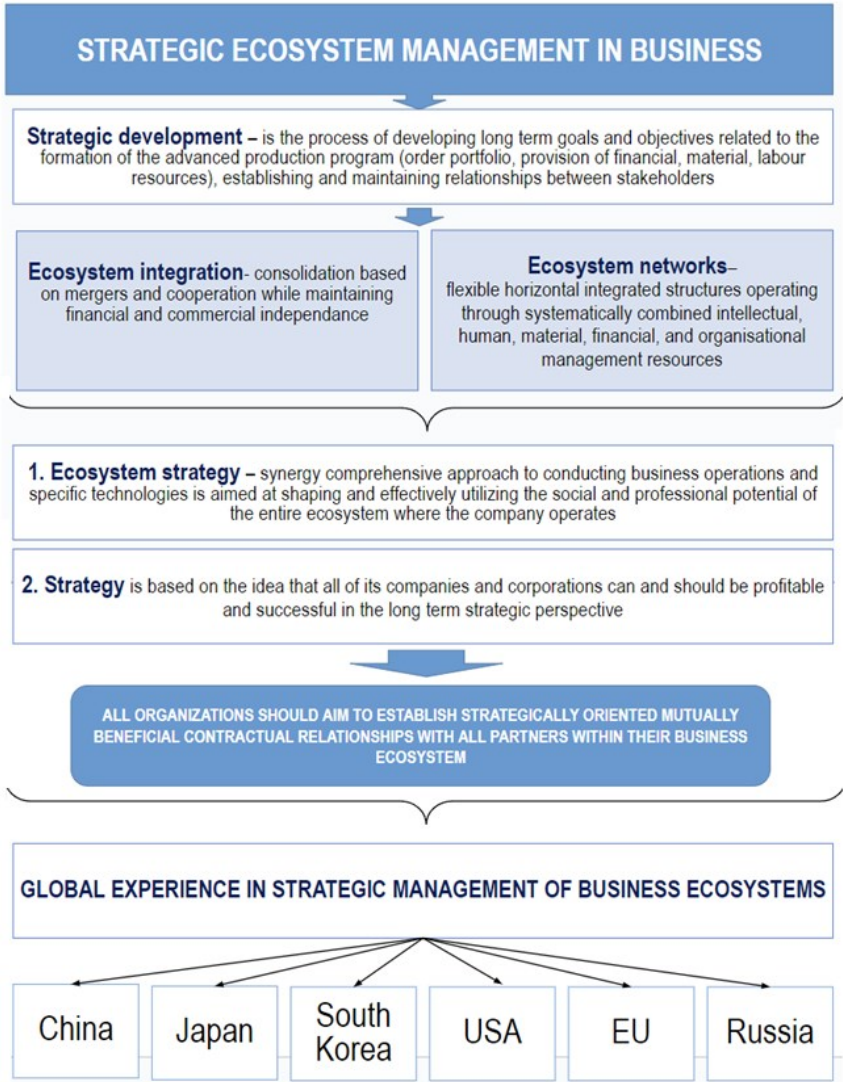 STRATEGIC ECOSYSTEM MANAGEMENT IN BUSINESS
Strategic development – is the process of developing long term goals and objectives related to the
formation of the advanced production program (order portfolio, provision of financial, material, labour
resources), establishing and maintaining relationships between stakeholders
Ecosystem integration- consolidation based
on mergers and cooperation while maintaining
financial and commercial independance
Ecosystem networks–
flexible horizontal integrated structures operating
through systematically combined intellectual,
human, material, financial, and organisational
management resources
1. Ecosystem strategy – synergy comprehensive approach to conducting business operations and
specific technologies is aimed at shaping and effectively utilizing the social and professional potential of
the entire ecosystem where the company operates
2. Strategy is based on the idea that all of its companies and corporations can and should be profitable
and successful in the long term strategic perspective
ALL ORGANIZATIONS SHOULD AIM TO ESTABLISH STRATEGICALLY ORIENTED MUTUALLY
BENEFICIAL CONTRACTUAL RELATIONSHIPS WITH ALL PARTNERS WITHIN THEIR BUSINESS
ECOSYSTEM
GLOBAL EXPERIENCE IN STRATEGIC MANAGEMENT OF BUSINESS ECOSYSTEMS
China
Japan
South
Korea
USA
EU
Russia